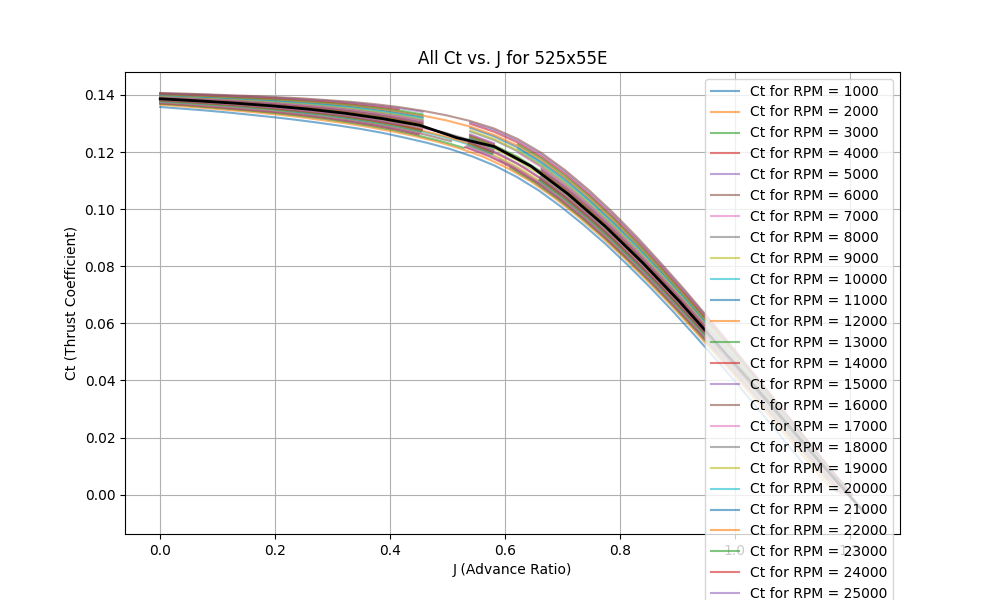 All Ct vs. J for 525x55E
Ct (Thrust Coefficient)
0.14
0.12
0.10
0.08
0.06
0.04
0.02
0.00
0.0
0.2
0.4
0.6
0.8
1.0
J (Advance Ratio)
Ct for RPM = 1000
Ct for RPM = 2000
Ct for RPM = 3000
Ct for RPM = 4000
Ct for RPM = 5000
Ct for RPM = 6000
Ct for RPM = 7000
Ct for RPM = 8000
Ct for RPM = 9000
Ct for RPM = 10000
Ct for RPM = 11000
Ct for RPM = 12000
Ct for RPM = 13000
Ct for RPM = 14000
Ct for RPM = 15000
Ct for RPM = 16000
Ct for RPM = 17000
Ct for RPM = 18000
Ct for RPM = 19000
Ct for RPM = 20000
Ct for RPM = 21000
Ct for RPM = 22000
Ct for RPM = 23000
Ct for RPM = 24000
Ct for RPM = 25000